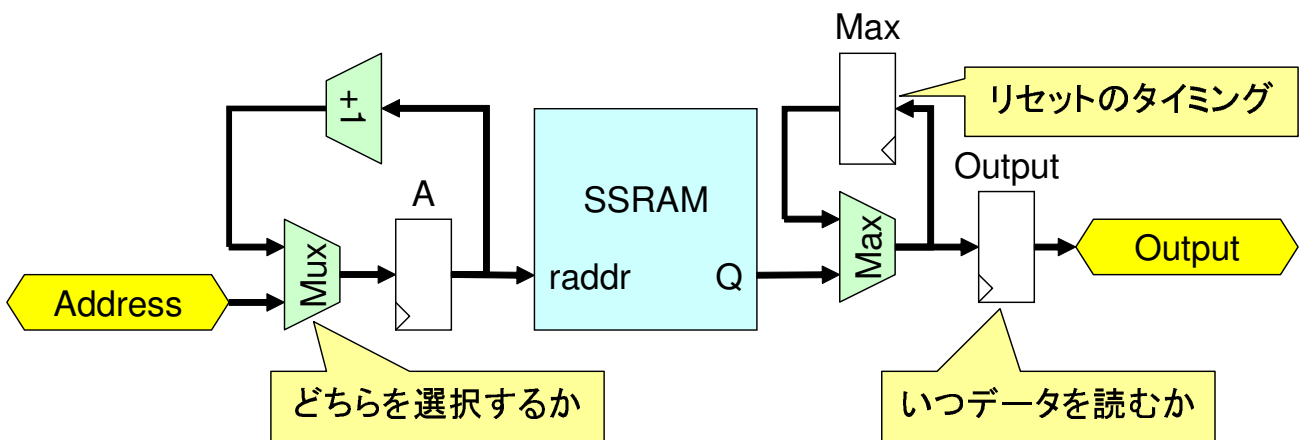 Max
リセットのタイミング
+1
A
SSRAM
Output
Mux
Max
raddr
Q
Output
Address
どちらを選択するか
いつデータを読むか